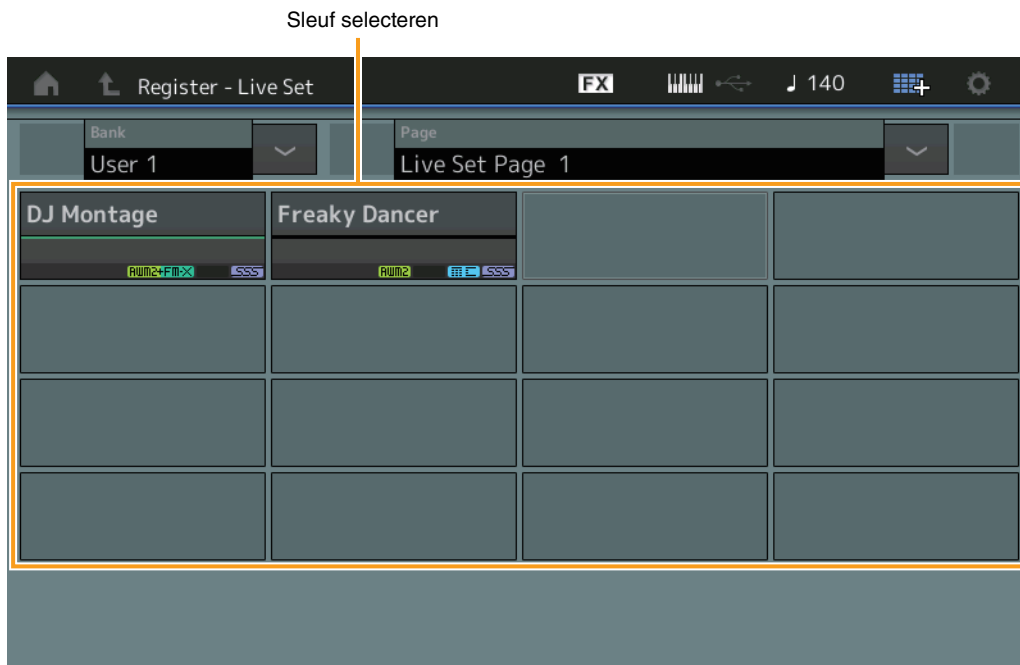 Sleuf selecteren
Register - Live Set FX 140
Bank Page
User 1 Live Set Page 1
DJ Montage Freaky Dancer
AWM2+FM-X SSS AWM2 SSS